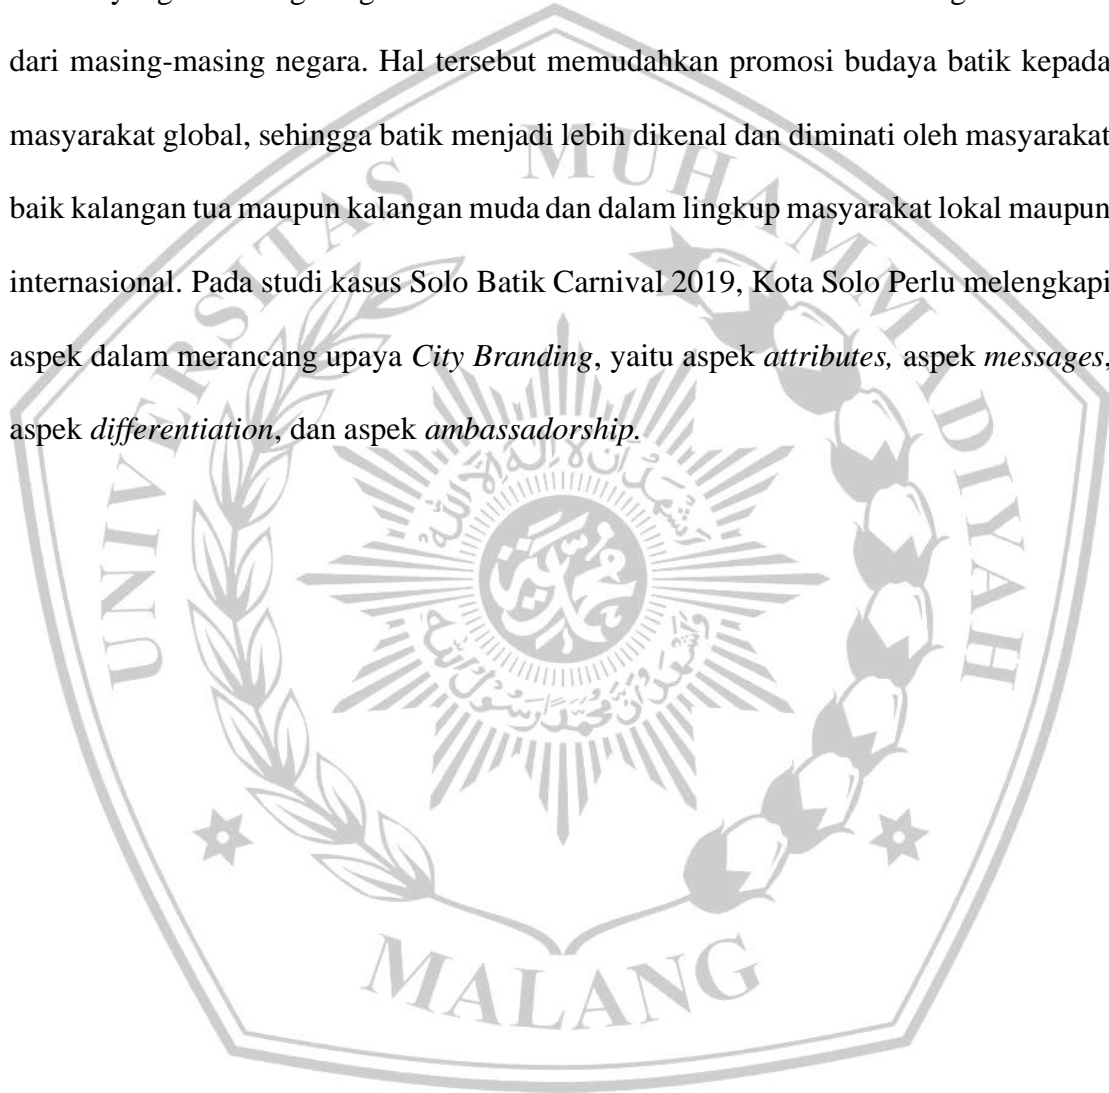 dari masing-masing negara. Hal tersebut memudahkan promosi budaya batik kepada
masyarakat global, sehingga batik menjadi lebih dikenal dan diminati oleh masyarakat
baik kalangan tua maupun kalangan muda dan dalam lingkup masyarakat lokal maupun
internasional. Pada studi kasus Solo Batik Carnival 2019, Kota Solo Perlu melengkapi
aspek dalam merancang upaya City Branding, yaitu aspek attributes, aspek messages,
aspek differentiation, dan aspek ambassadorship.
UNIVERSITAS MUHAMMADIYAH
MALANG